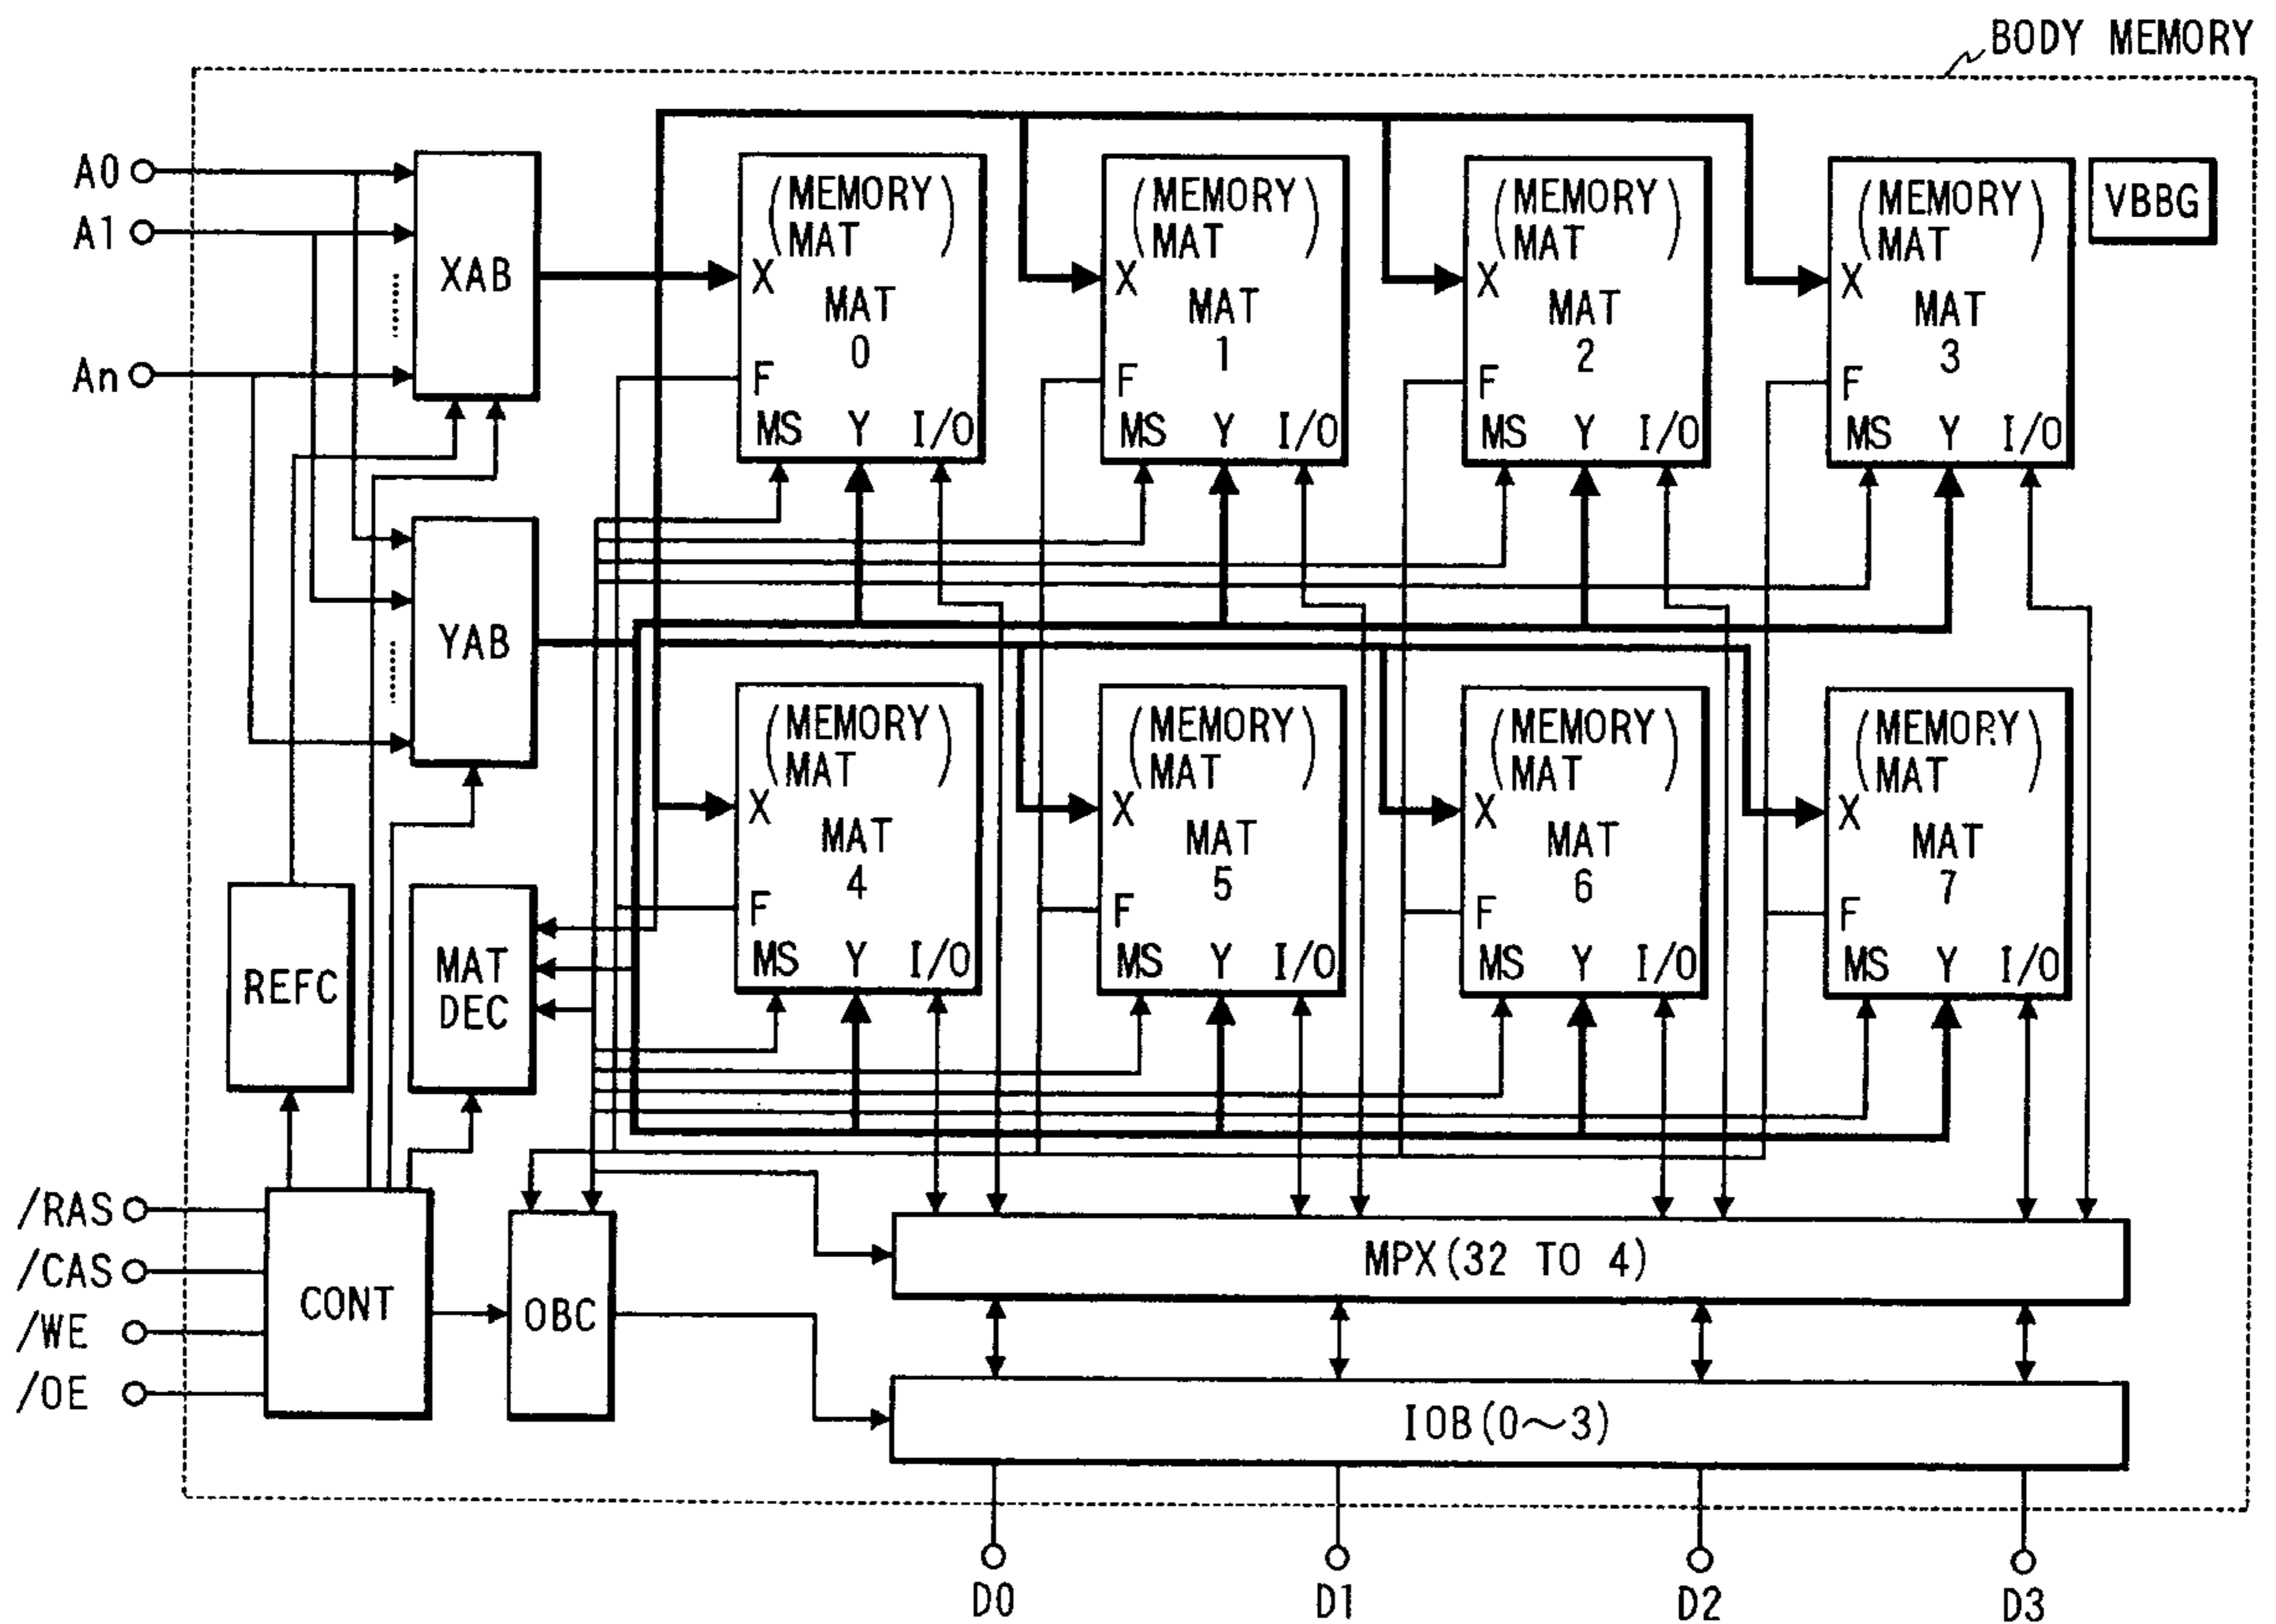 BODY MEMORY
A0
A1
An
XAB
(MEMORY MAT)
X
MAT
0
F
MS Y I/O
(MEMORY MAT)
X
MAT
1
F
MS Y I/O
(MEMORY MAT)
X
MAT
2
F
MS Y I/O
(MEMORY MAT)
X
MAT
3
F
MS Y I/O
VBBG
YAB
(MEMORY MAT)
X
MAT
4
F
MS Y I/O
(MEMORY MAT)
X
MAT
5
F
MS Y I/O
(MEMORY MAT)
X
MAT
6
F
MS Y I/O
(MEMORY MAT)
X
MAT
7
F
MS Y I/O
REFC
MAT
DEC
/RAS
/CAS
/WE
/OE
CONT
OBC
MPX(32 TO 4)
IOB(0~3)
D0
D1
D2
D3